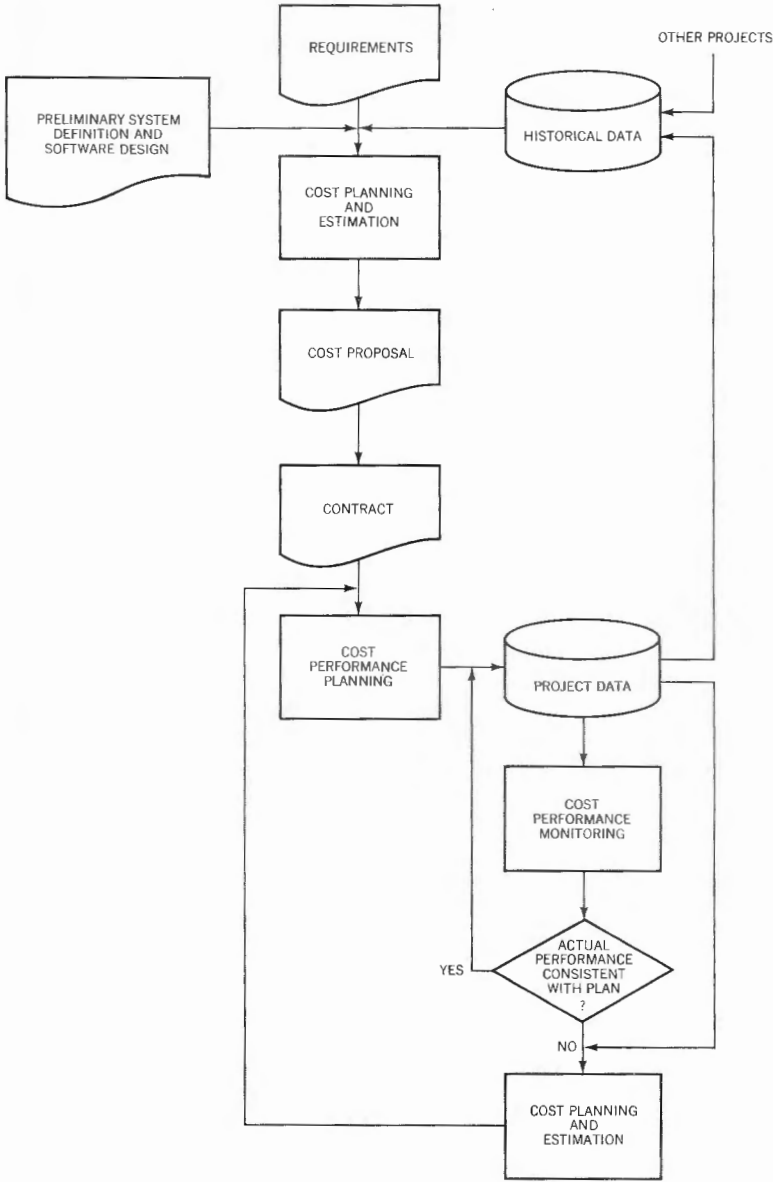 REQUIREMENTS
OTHER PROJECTS
PRELIMINARY SYSTEM
DEFINITION AND
SOFTWARE DESIGN
HISTORICAL DATA
COST PLANNING
AND
ESTIMATION
COST PROPOSAL
CONTRACT
COST
PERFORMANCE
PLANNING
PROJECT DATA
COST
PERFORMANCE
MONITORING
ACTUAL
PERFORMANCE
CONSISTENT
WITH PLAN
?
YES
NO
COST PLANNING
AND
ESTIMATION